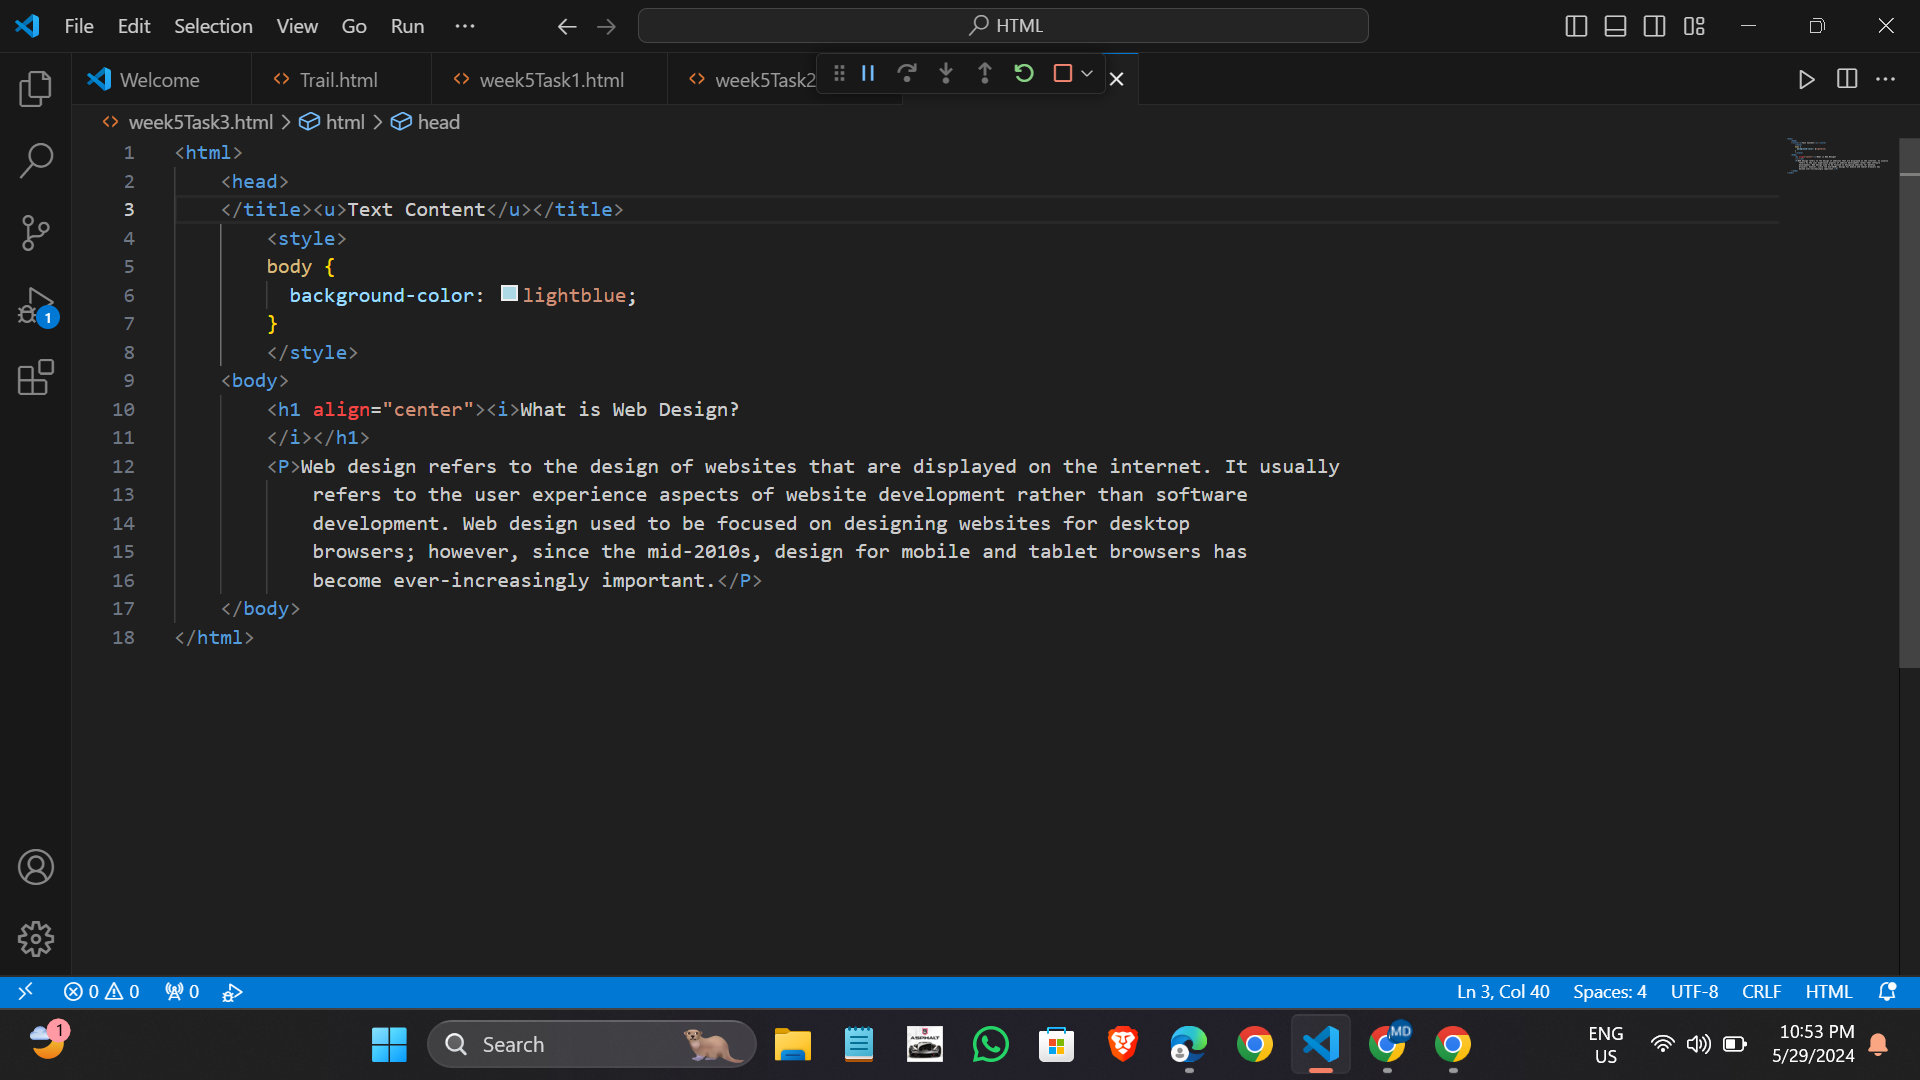 File Edit Selection View Go Run ··· HTML
Welcome Trail.html week5Task1.html week5Task2
week5Task3.html > html > head
1 <html>
2 <head>
3 </title><u>Text Content</u></title>
4 <style>
5 body {
6 background-color: lightblue;
7 }
8 </style>
9 <body>
10 <h1 align="center"><i>What is Web Design?
11 </i></h1>
12 <P>Web design refers to the design of websites that are displayed on the internet. It usually
13 refers to the user experience aspects of website development rather than software
14 development. Web design used to be focused on designing websites for desktop
15 browsers; however, since the mid-2010s, design for mobile and tablet browsers has
16 become ever-increasingly important.</P>
17 </body>
18 </html>
1
0 0 0 Ln 3, Col 40 Spaces: 4 UTF-8 CRLF HTML
1 Search ASPHALT MD ENG 10:53 PM
US 5/29/2024